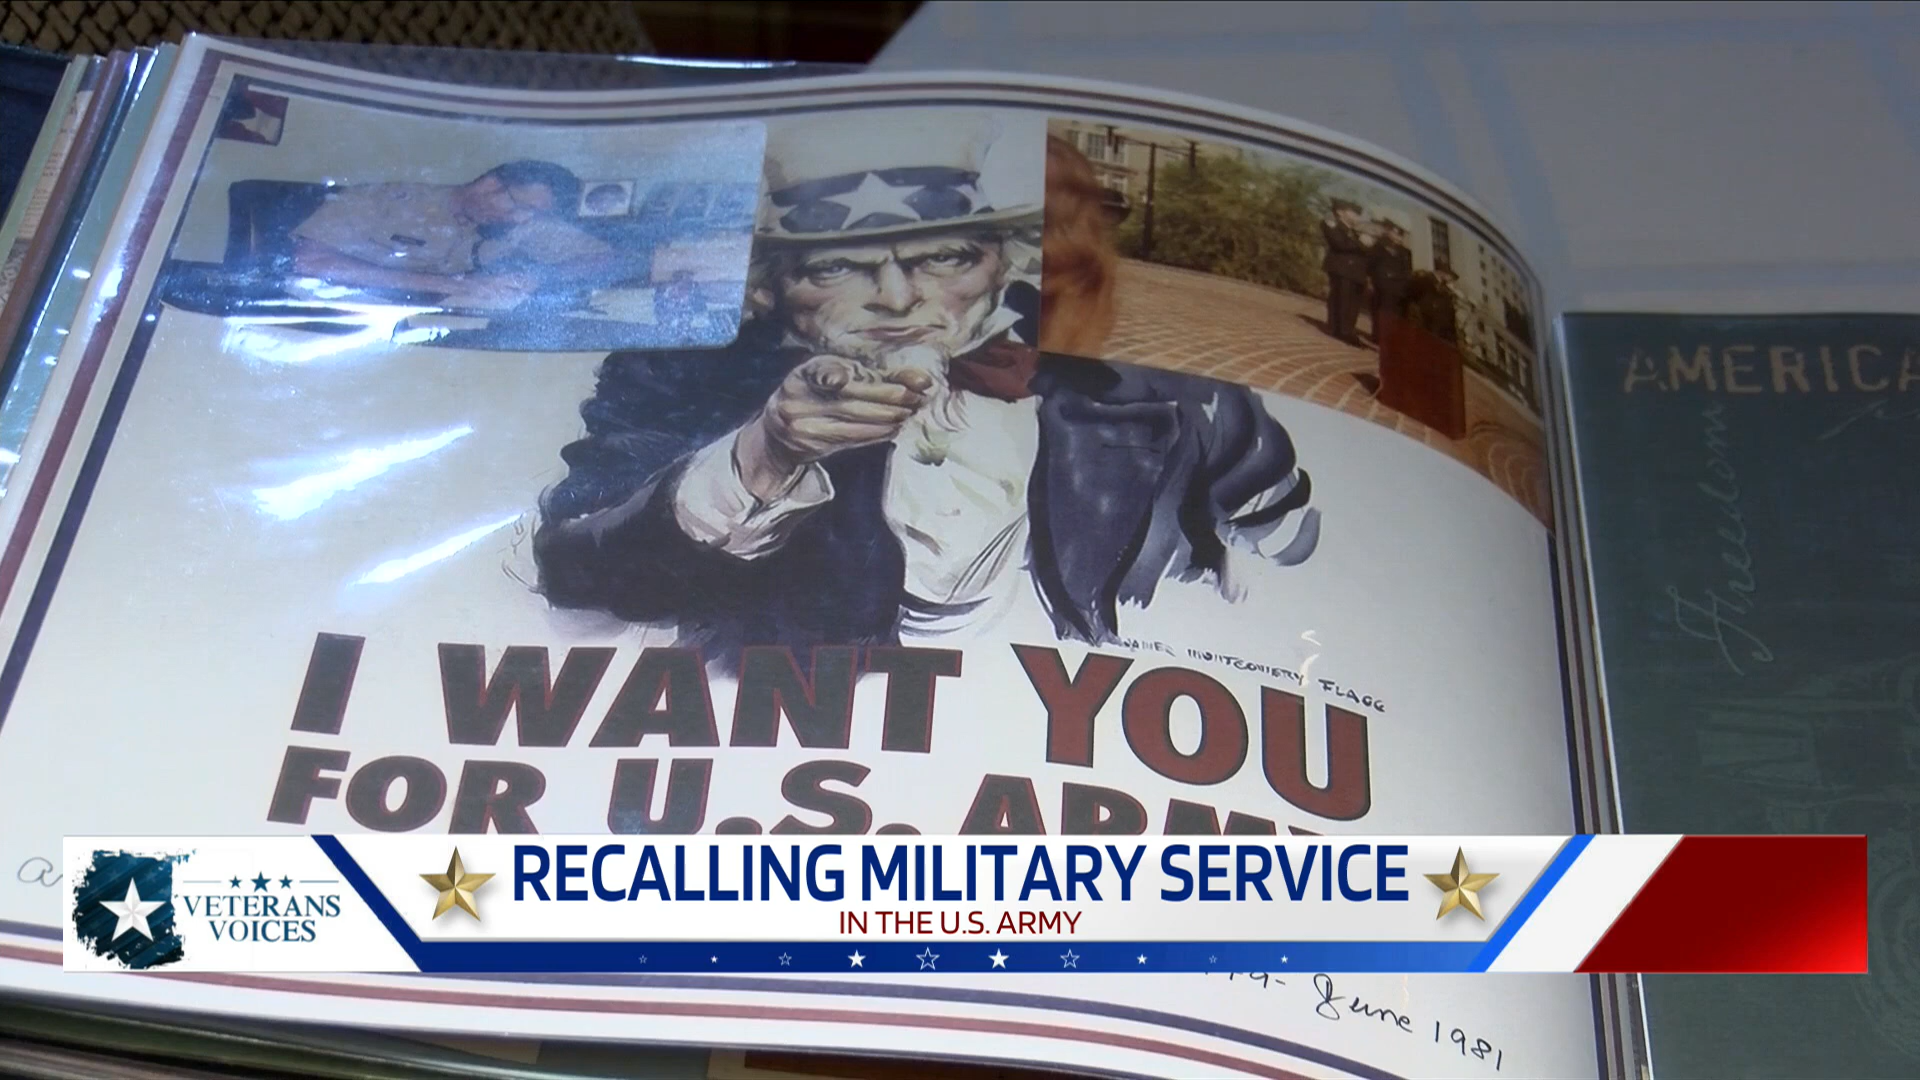 AMERICA
Freedom
JAMES MONTGOMERY FLAGG
I WANT YOU
FOR U.S. ARMY
VETERANS
VOICES
RECALLING MILITARY SERVICE
IN THE U.S. ARMY
June 1981